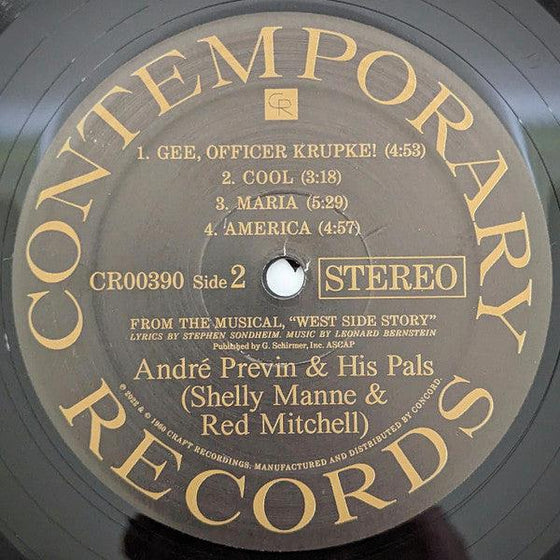 CONTEMPORARY
CR
1. GEE, OFFICER KRUPKE! (4:53)
2. COOL (3:18)
3. MARIA (5:29)
4. AMERICA (4:57)
CR00390 Side 2 STEREO
FROM THE MUSICAL, "WEST SIDE STORY"
LYRICS BY STEPHEN SONDHEIM. MUSIC BY LEONARD BERNSTEIN
Published by G. Schirmer, Inc. ASCAP
André Previn & His Pals
(Shelly Manne &
Red Mitchell)
℗ 2022 & © 1960 CRAFT RECORDINGS. MANUFACTURED AND DISTRIBUTED BY CONCORD.
RECORDS